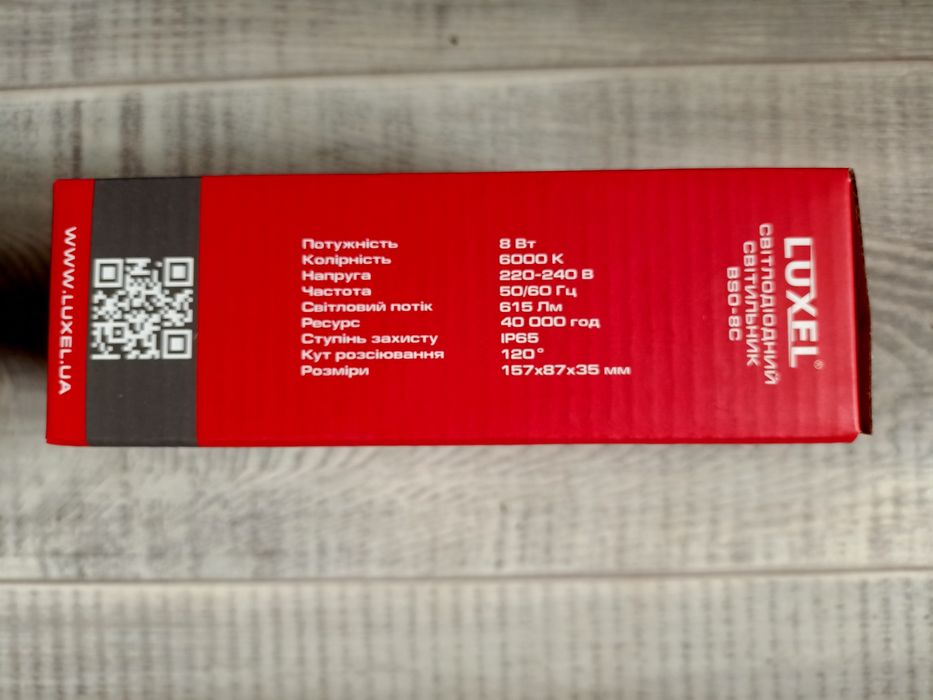 LUXEL®
СВІТЛОДІОДНИЙ
СВІТИЛЬНИК
BSO-8C
Потужність 8 Вт
Колірність 6000 К
Напруга 220-240 В
Частота 50/60 Гц
Світловий потік 615 Лм
Ресурс 40 000 год
Ступінь захисту IP65
Кут розсіювання 120°
Розміри 157х87х35 мм
WWW.LUXEL.UA